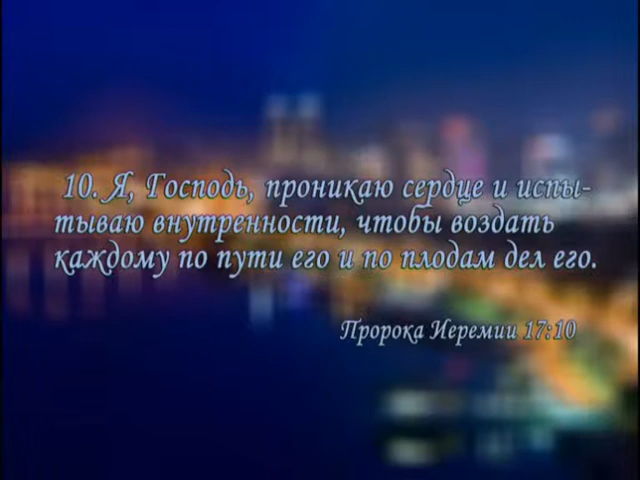 10. Я, Господь, проникаю сердце и испы-
тываю внутренности, чтобы воздать
каждому по пути его и по плодам дел его.
Пророка Иеремии 17:10